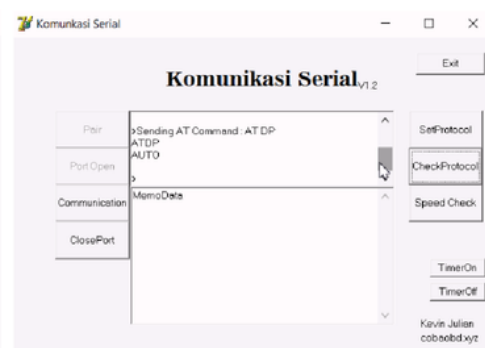 Komunkasi Serial
Exit
Komunikasi Serial V1.2
Pair
>Sending AT Command : AT DP
ATDP
AUTO
>
SetProtocol
Port Open
CheckProtocol
MemoData
Communication
Speed Check
ClosePort
TimerOn
TimerOff
Kevin Julian
cobaobd.xyz